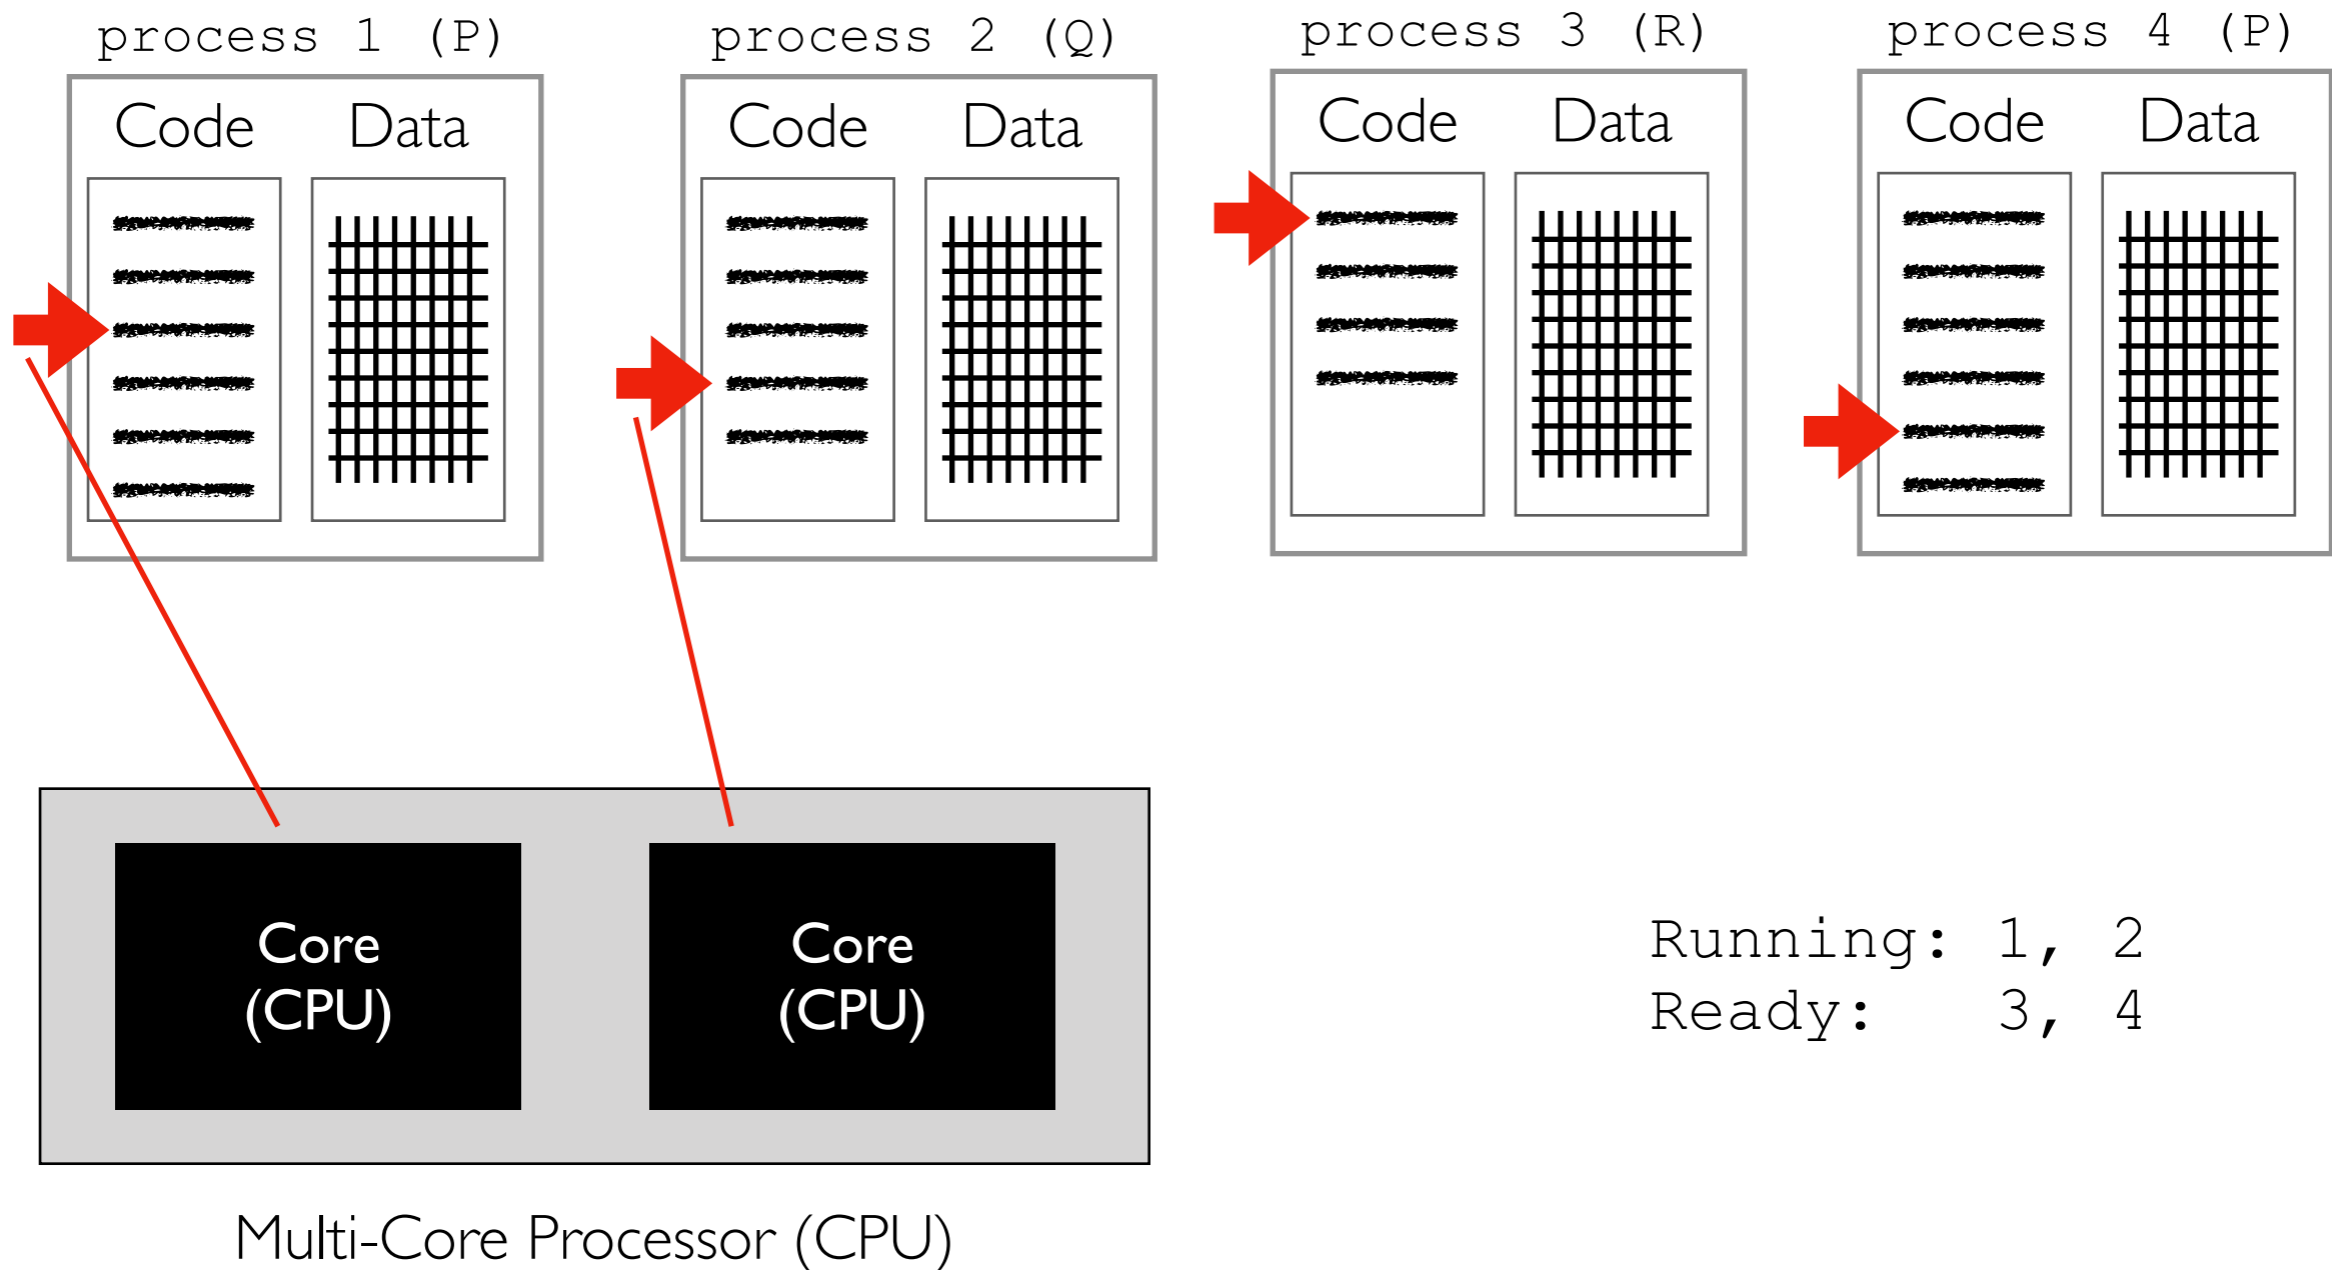 process 1 (P)
process 2 (Q)
process 3 (R)
process 4 (P)
Code Data
Code Data
Code Data
Code Data
Core
(CPU)
Core
(CPU)
Multi-Core Processor (CPU)
Running: 1, 2
Ready: 3, 4